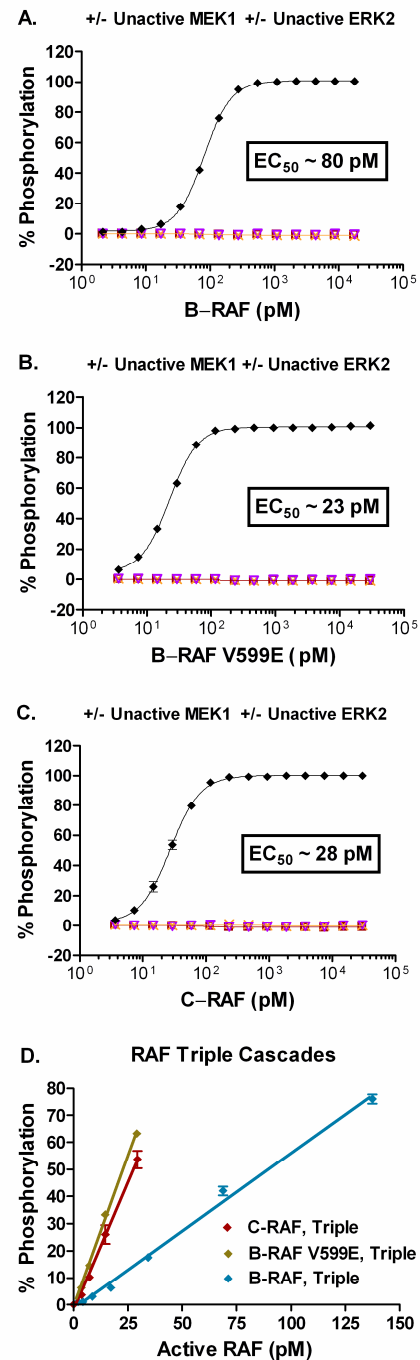 A.
+/- Unactive MEK1 +/- Unactive ERK2
% Phosphorylation
120
100
80
60
40
20
0
-20
EC50 ~ 80 pM
10^0 10^1 10^2 10^3 10^4 10^5
B–RAF (pM)
B.
+/- Unactive MEK1 +/- Unactive ERK2
% Phosphorylation
120
100
80
60
40
20
0
-20
EC50 ~ 23 pM
10^0 10^1 10^2 10^3 10^4 10^5
B–RAF V599E (pM)
C.
+/- Unactive MEK1 +/- Unactive ERK2
% Phosphorylation
120
100
80
60
40
20
0
-20
EC50 ~ 28 pM
10^0 10^1 10^2 10^3 10^4 10^5
C–RAF (pM)
D.
RAF Triple Cascades
% Phosphorylation
80
70
60
50
40
30
20
10
0
C-RAF, Triple
B-RAF V599E, Triple
B-RAF, Triple
0 25 50 75 100 125 150
Active RAF (pM)